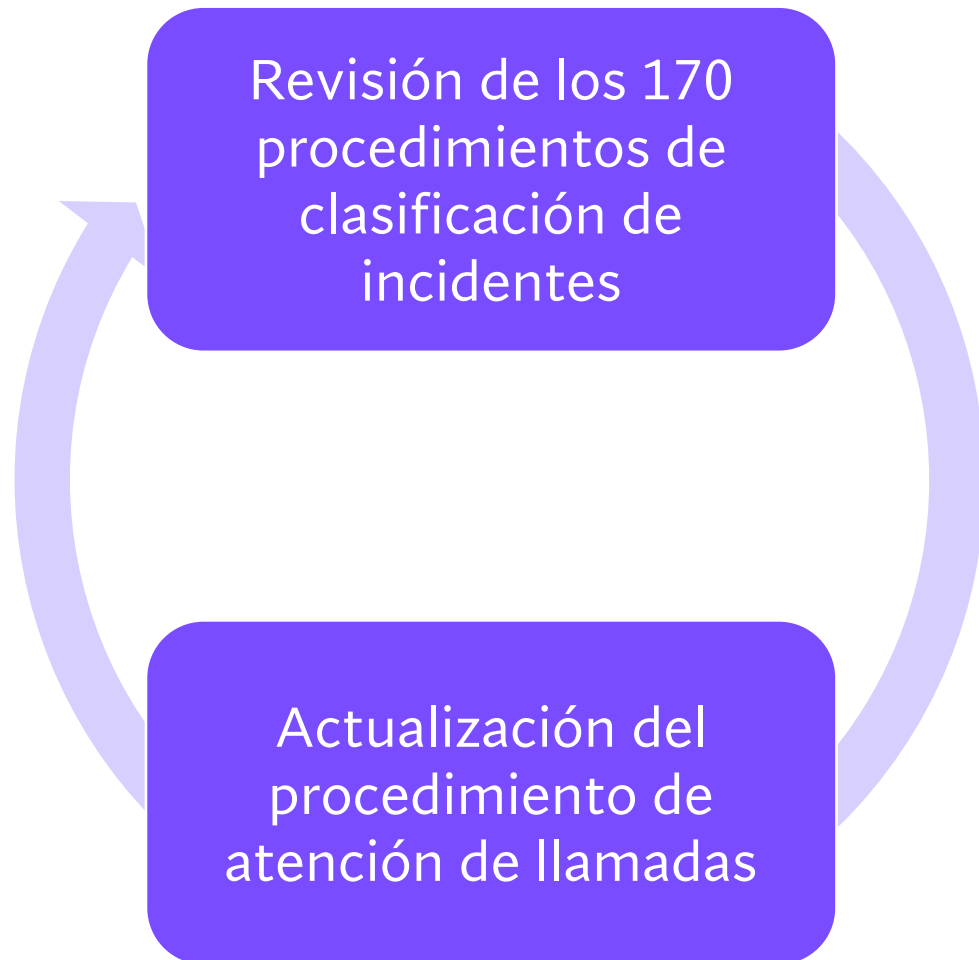 Revisión de los 170
procedimientos de
clasificación de
incidentes
Actualización del
procedimiento de
atención de llamadas